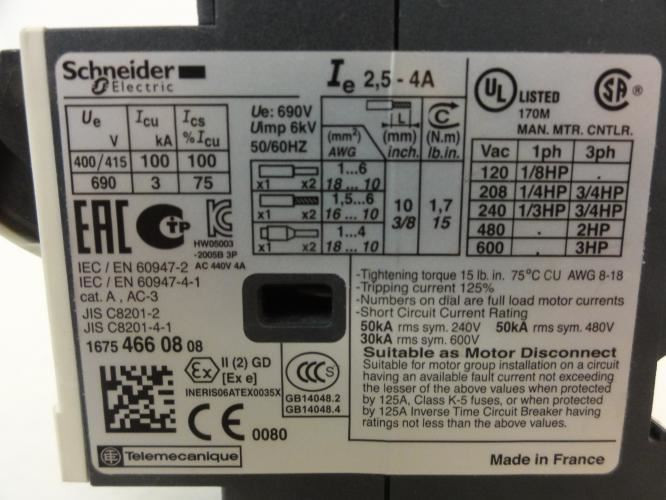 Schneider Electric
Ie 2,5 - 4A
UL LISTED 170M
SA
MAN. MTR. CNTLR.
Ue V Icu kA Ics % Icu
400/415 100 100
690 3 75
Ue: 690V
Uimp 6kV
50/60HZ
(mm²) AWG L (mm) inch. C (N.m) lb.in.
1...6
x1 x2 18 ... 10
1,5...6
x1 x2 16 ... 10
1...4
x1 x2 18 ... 10
10 3/8
1,7 15
Vac 1ph 3ph
120 1/8HP .
208 1/4HP 3/4HP
240 1/3HP 3/4HP
480 . 2HP
600 . 3HP
EAC
C TP
HW05003
-2005B 3P
AC 440V 4A
IEC / EN 60947-2
IEC / EN 60947-4-1
cat. A , AC-3
JIS C8201-2
JIS C8201-4-1
1675 466 08 08
-Tightening torque 15 lb. in. 75°C CU AWG 8-18
-Tripping current 125%
-Numbers on dial are full load motor currents
-Short Circuit Current Rating
50kA rms sym. 240V 50kA rms sym. 480V
30kA rms sym. 600V
Suitable as Motor Disconnect
Suitable for motor group installation on a circuit
having an available fault current not exceeding
the lesser of the above values when protected
by 125A, Class K-5 fuses, or when protected
by 125A Inverse Time Circuit Breaker having
ratings not less than the above values.
Ex II (2) GD
[Ex e]
INERIS06ATEX0035X
CCC S
GB14048.2
GB14048.4
CE 0080
Telemecanique
Made in France